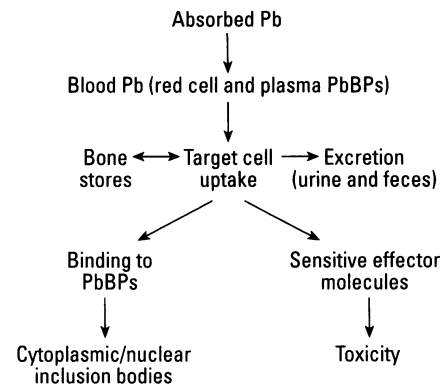 Absorbed Pb
Blood Pb (red cell and plasma PbBPs)
Bone
stores
Target cell
uptake
Excretion
(urine and feces)
Binding to
PbBPs
Sensitive effector
molecules
Cytoplasmic/nuclear
inclusion bodies
Toxicity